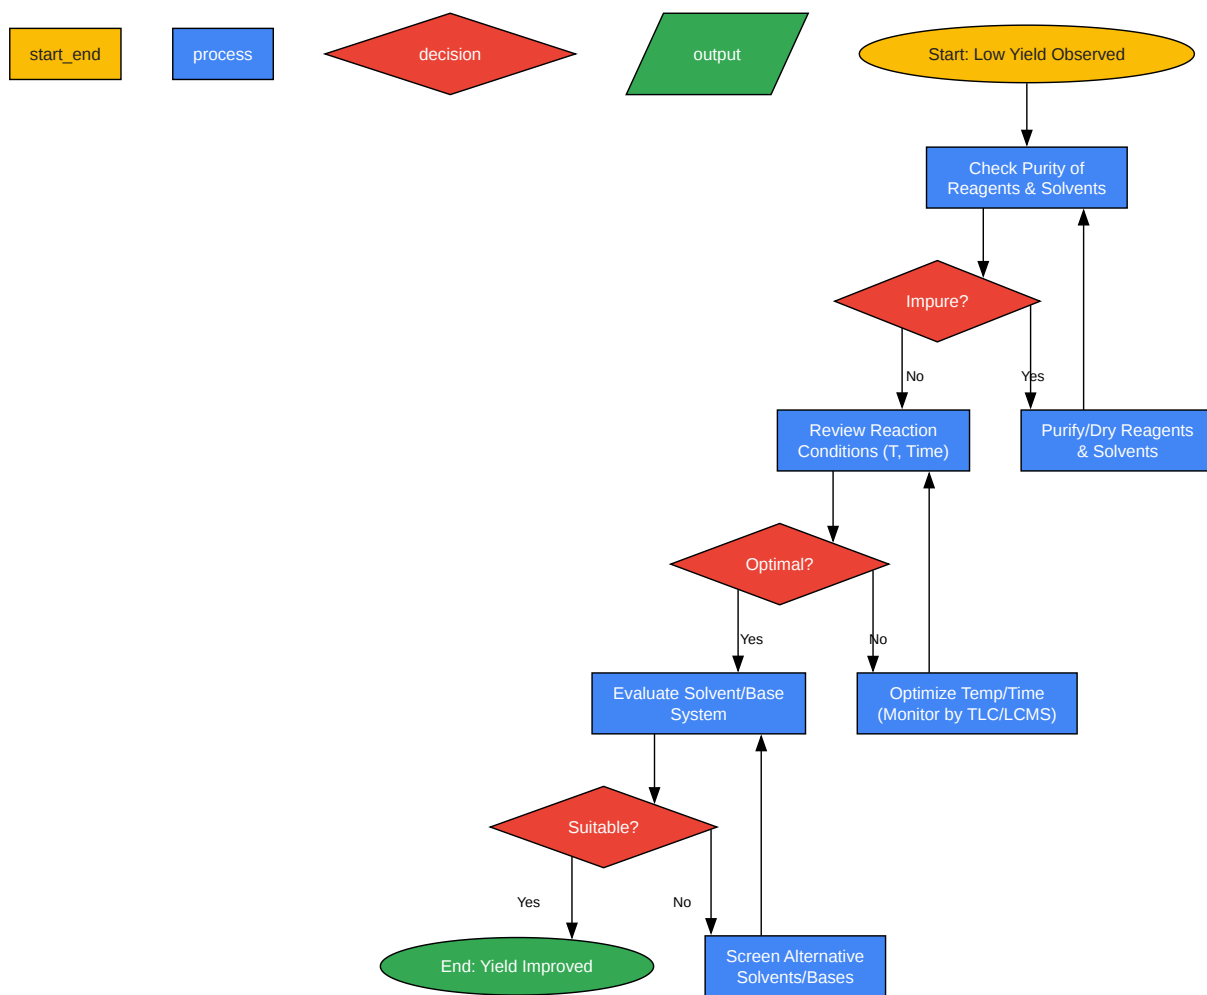 start_end
process
decision
output
Start: Low Yield Observed
Check Purity of
Reagents & Solvents
Impure?
No
Yes
Review Reaction
Conditions (T, Time)
Purify/Dry Reagents
& Solvents
Optimal?
Yes
No
Evaluate Solvent/Base
System
Optimize Temp/Time
(Monitor by TLC/LCMS)
Suitable?
Yes
No
End: Yield Improved
Screen Alternative
Solvents/Bases